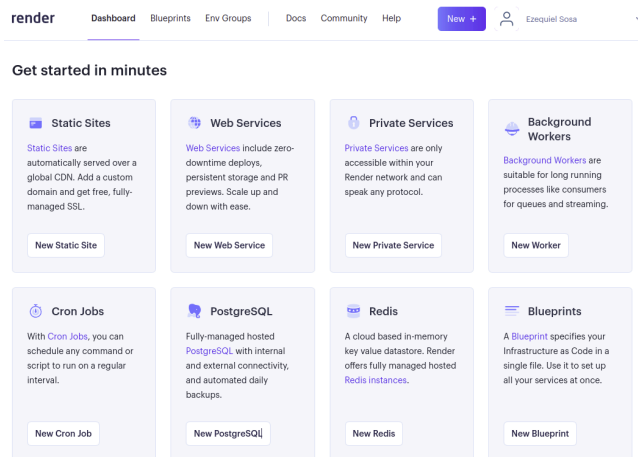 render Dashboard Blueprints Env Groups Docs Community Help New + Ezequiel Sosa
Get started in minutes
Static Sites
Static Sites are
automatically served over a
global CDN. Add a custom
domain and get free, fully-
managed SSL.
New Static Site
Web Services
Web Services include zero-
downtime deploys,
persistent storage and PR
previews. Scale up and
down with ease.
New Web Service
Private Services
Private Services are only
accessible within your
Render network and can
speak any protocol.
New Private Service
Background
Workers
Background Workers are
suitable for long running
processes like consumers
for queues and streaming.
New Worker
Cron Jobs
With Cron Jobs, you can
schedule any command or
script to run on a regular
interval.
New Cron Job
PostgreSQL
Fully-managed hosted
PostgreSQL with internal
and external connectivity,
and automated daily
backups.
New PostgreSQL
Redis
A cloud based in-memory
key value datastore. Render
offers fully managed hosted
Redis instances.
New Redis
Blueprints
A Blueprint specifies your
Infrastructure as Code in a
single file. Use it to set up
all your services at once.
New Blueprint